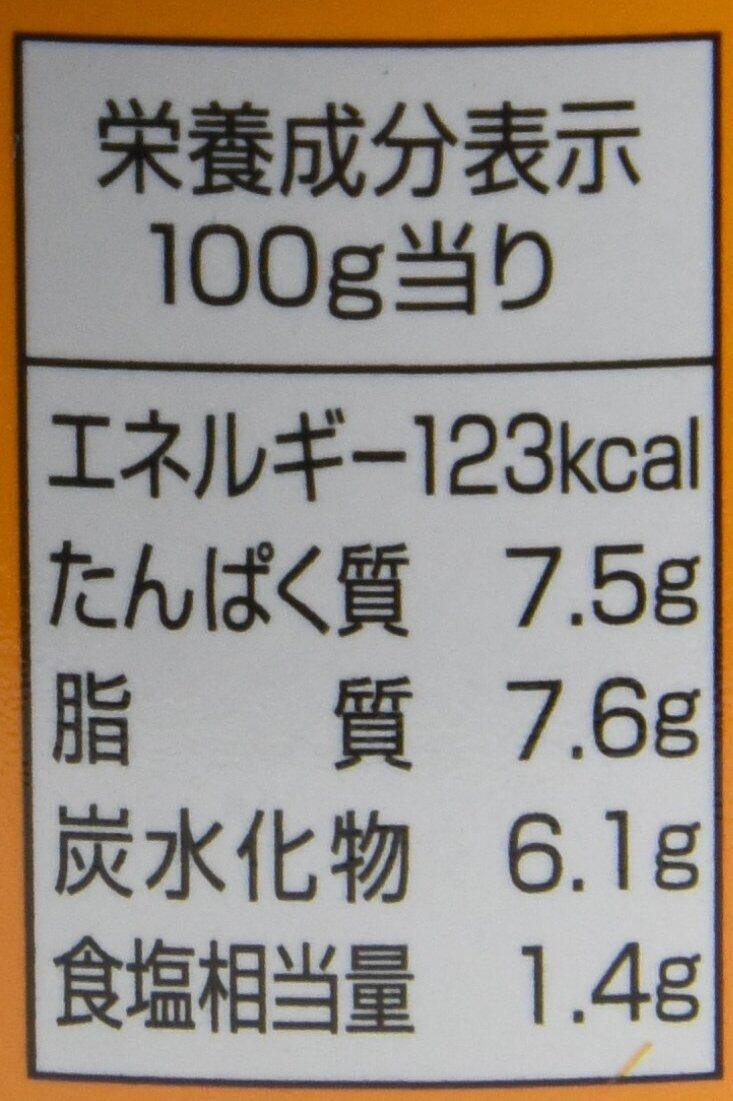 栄養成分表示
100g当り
エネルギー123kcal
たんぱく質 7.5g
脂質 7.6g
炭水化物 6.1g
食塩相当量 1.4g